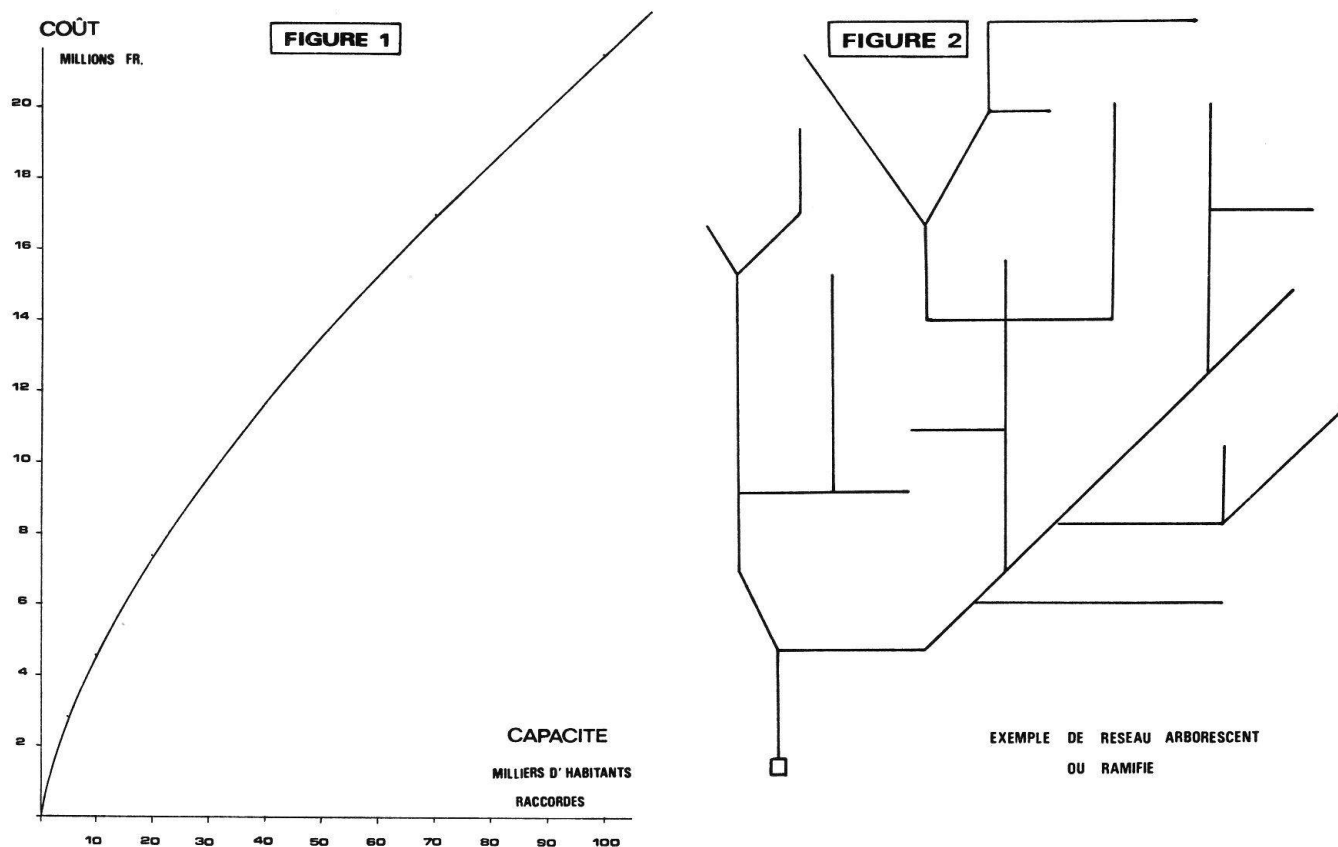 COÛT
MILLIONS FR.
FIGURE 1
20
18
16
14
12
10
8
6
4
2
CAPACITE
MILLIERS D'HABITANTS
RACCORDES
10 20 30 40 50 60 70 80 90 100
FIGURE 2
EXEMPLE DE RESEAU ARBORESCENT
OU RAMIFIE